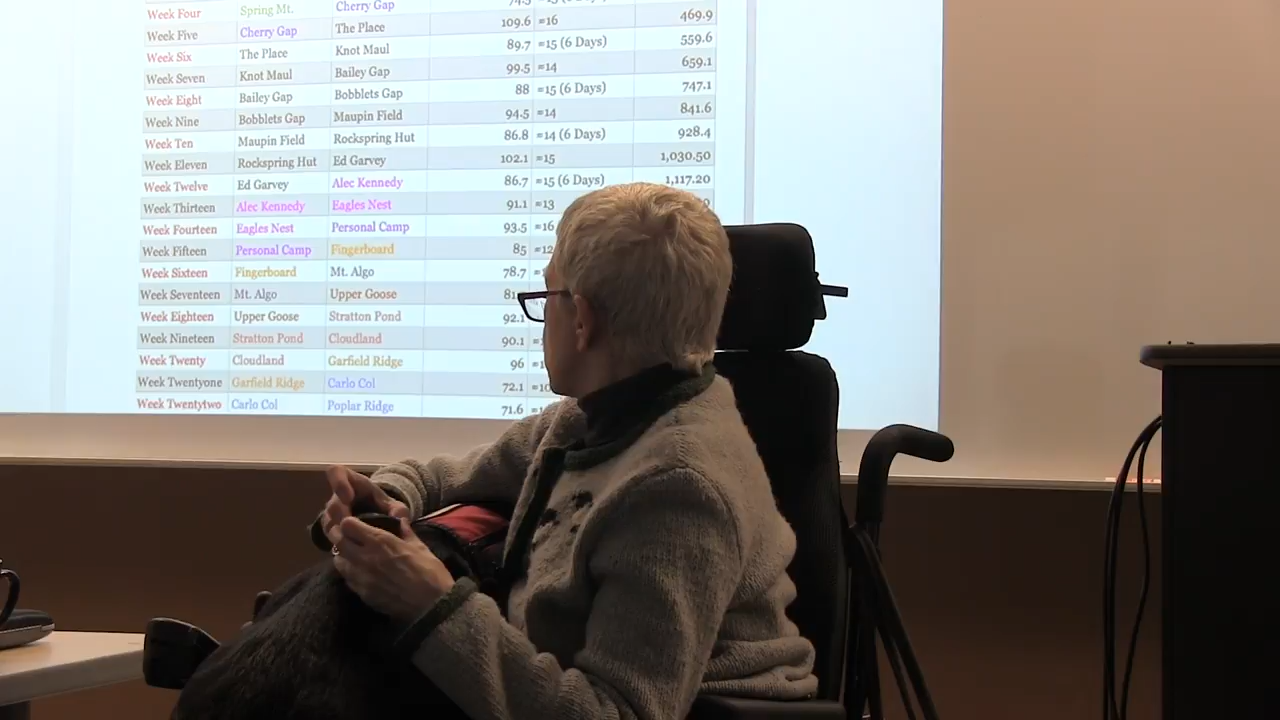 Week Four Spring Mt. Cherry Gap
Week Five Cherry Gap The Place 109.6 =16 469.9
Week Six The Place Knot Maul 89.7 =15 (6 Days) 559.6
Week Seven Knot Maul Bailey Gap 99.5 =14 659.1
Week Eight Bailey Gap Bobblets Gap 88 =15 (6 Days) 747.1
Week Nine Bobblets Gap Maupin Field 94.5 =14 841.6
Week Ten Maupin Field Rockspring Hut 86.8 =14 (6 Days) 928.4
Week Eleven Rockspring Hut Ed Garvey 102.1 =15 1,030.50
Week Twelve Ed Garvey Alec Kennedy 86.7 =15 (6 Days) 1,117.20
Week Thirteen Alec Kennedy Eagles Nest 91.1 =13
Week Fourteen Eagles Nest Personal Camp 93.5 =16
Week Fifteen Personal Camp Fingerboard 85 =12
Week Sixteen Fingerboard Mt. Algo 78.7
Week Seventeen Mt. Algo Upper Goose
Week Eighteen Upper Goose Stratton Pond 92.1
Week Nineteen Stratton Pond Cloudland 90.1
Week Twenty Cloudland Garfield Ridge 96
Week Twentyone Garfield Ridge Carlo Col 72.1
Week Twentytwo Carlo Col Poplar Ridge 71.6